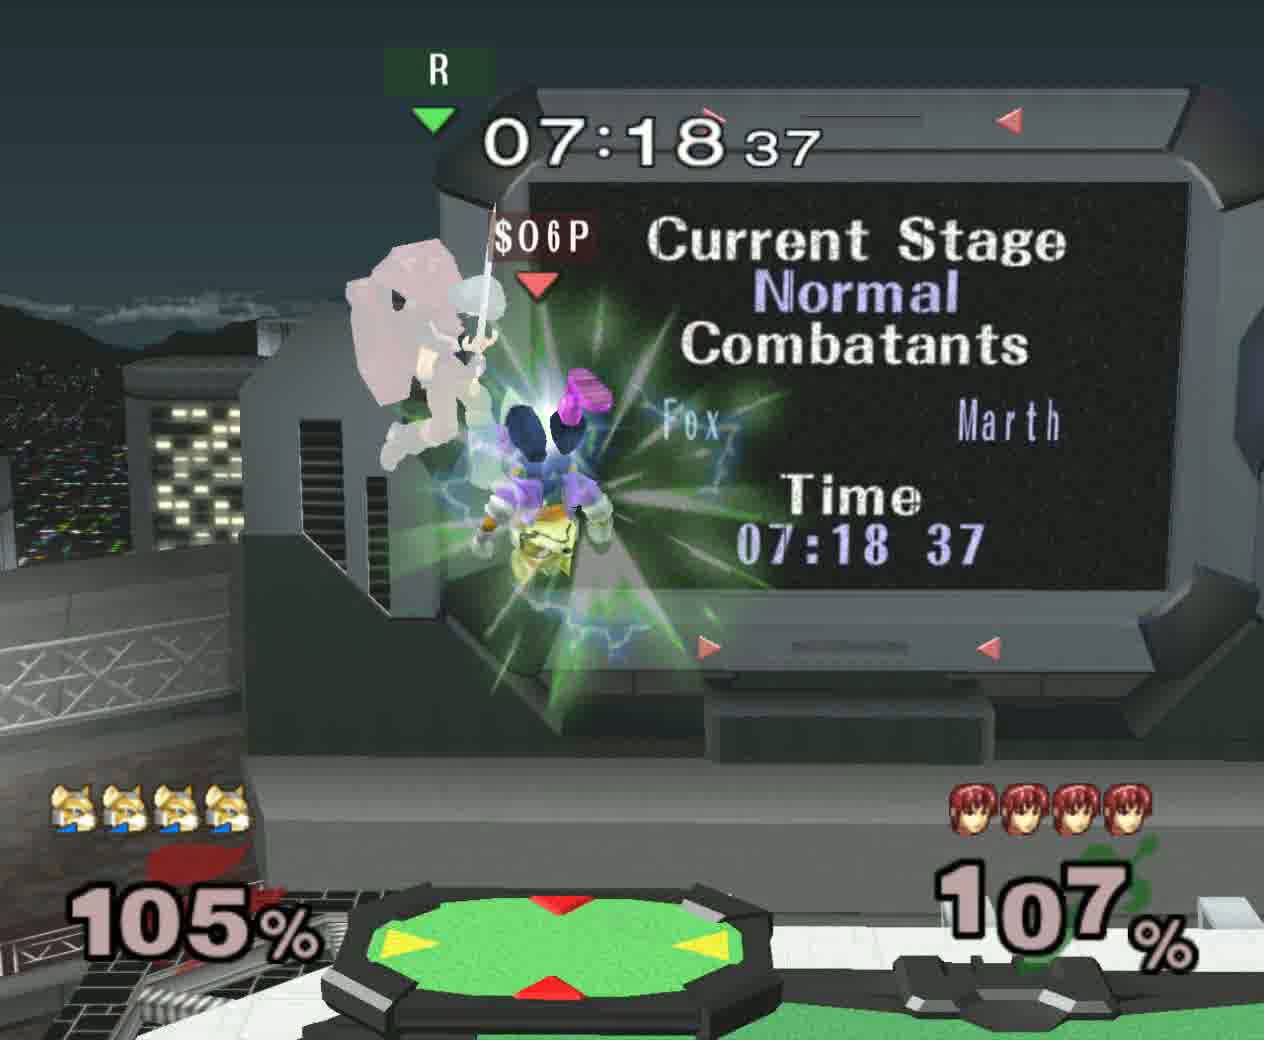 R
07:18 37
$06P
Current Stage
Normal
Combatants
Fox Marth
Time
07:18 37
105%
107%